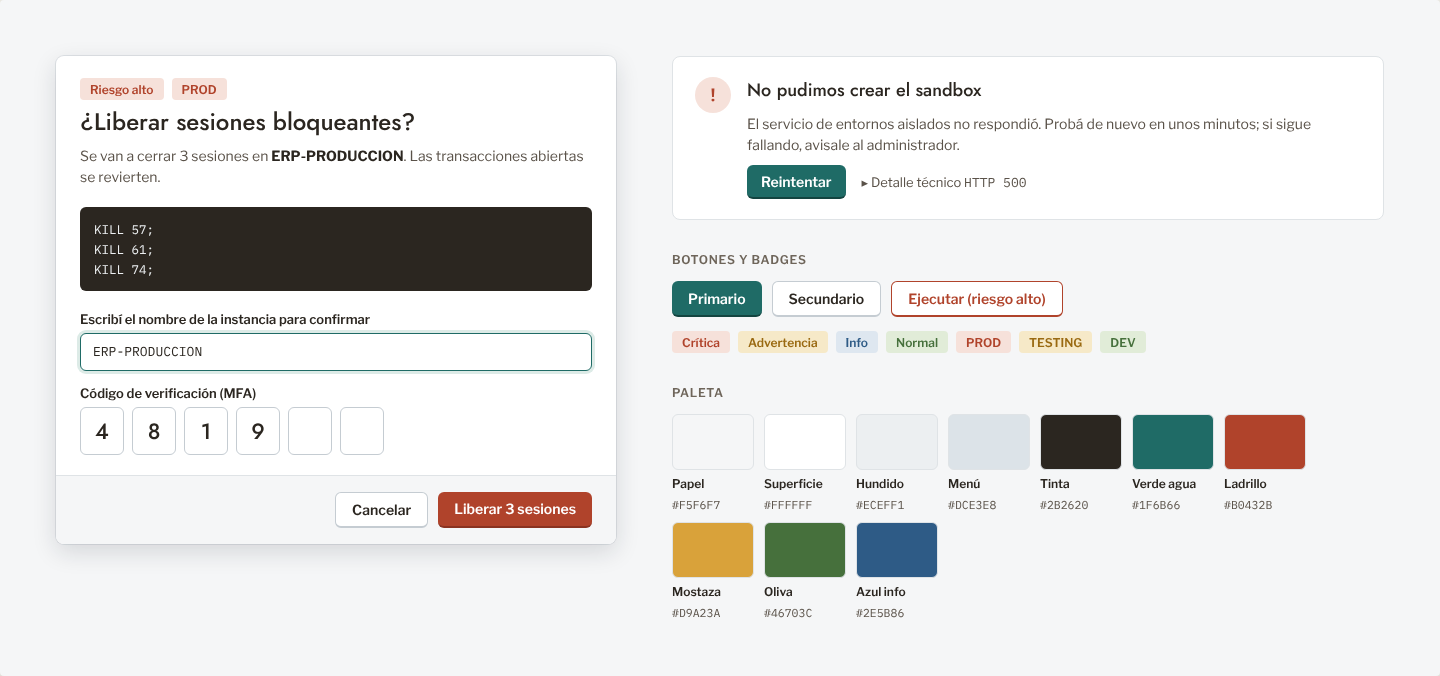 Riesgo alto PROD
¿Liberar sesiones bloqueantes?
Se van a cerrar 3 sesiones en ERP-PRODUCCION. Las transacciones abiertas
se revierten.
KILL 57;
KILL 61;
KILL 74;
Escribí el nombre de la instancia para confirmar
ERP-PRODUCCION
Código de verificación (MFA)
4 8 1 9
Cancelar Liberar 3 sesiones
!
No pudimos crear el sandbox
El servicio de entornos aislados no respondió. Probá de nuevo en unos minutos; si sigue
fallando, avisale al administrador.
Reintentar ▸ Detalle técnico HTTP 500
BOTONES Y BADGES
Primario Secundario Ejecutar (riesgo alto)
Crítica Advertencia Info Normal PROD TESTING DEV
PALETA
Papel Superficie Hundido Menú Tinta Verde agua Ladrillo
#F5F6F7 #FFFFFF #ECEFF1 #DCE3E8 #2B2620 #1F6B66 #B0432B
Mostaza Oliva Azul info
#D9A23A #46703C #2E5B86